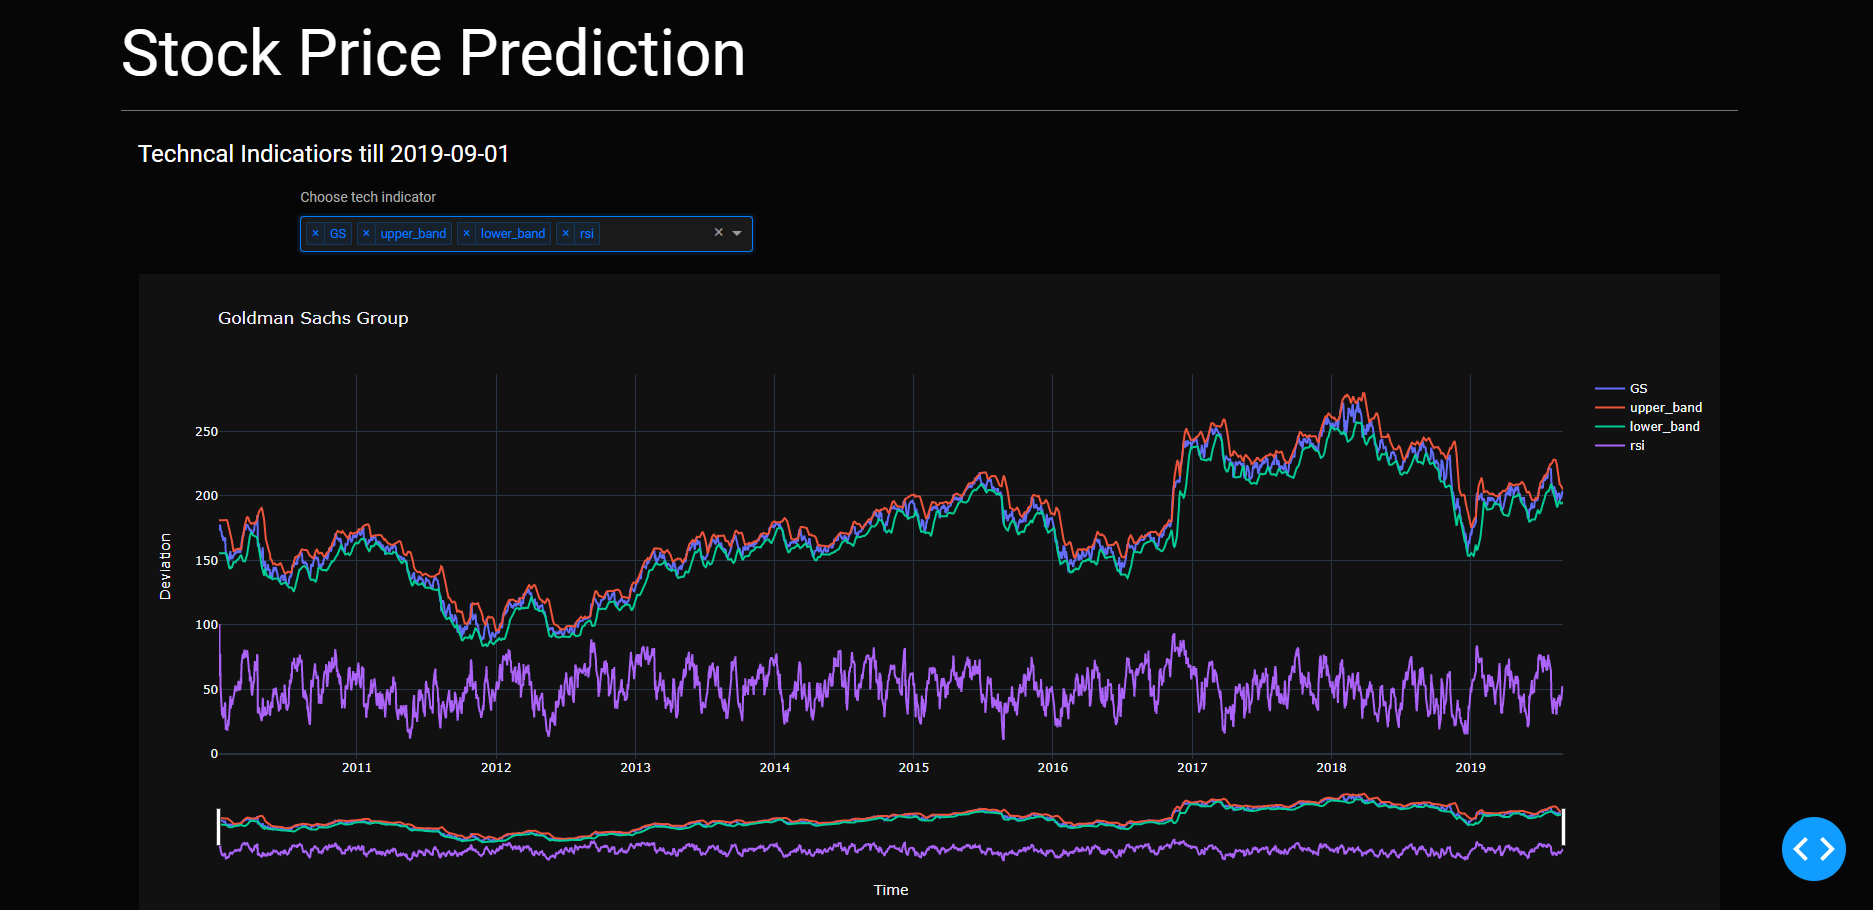 Stock Price Prediction
Techncal Indicatiors till 2019-09-01
Choose tech indicator
× GS × upper_band × lower_band × rsi ×
Goldman Sachs Group
GS
upper_band
lower_band
rsi
Deviation
250
200
150
100
50
0
2011 2012 2013 2014 2015 2016 2017 2018 2019
Time